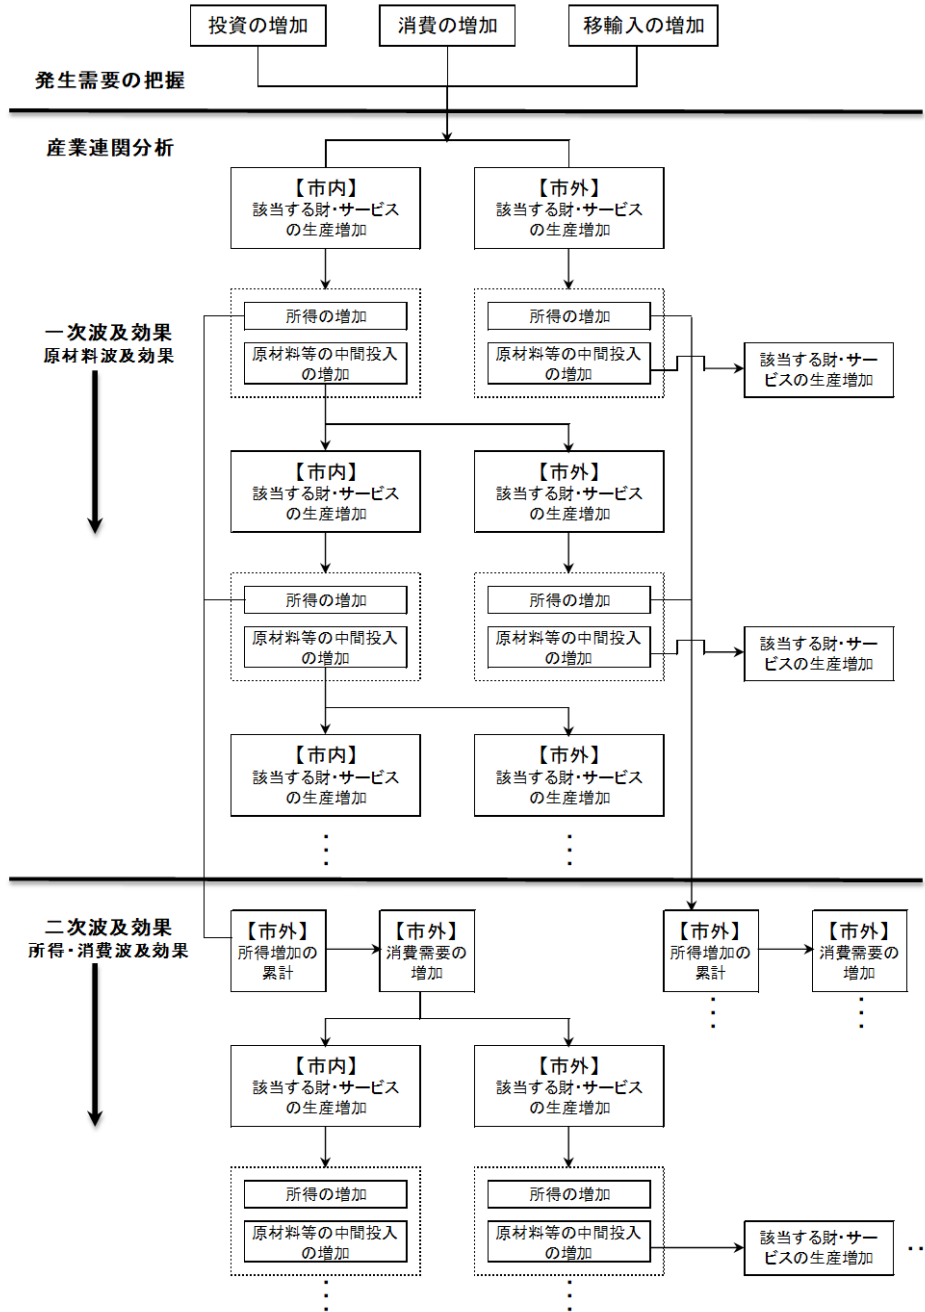 投資の増加
消費の増加
移輸入の増加
発生需要の把握
産業連関分析
【市内】
該当する財・サービス
の生産増加
【市外】
該当する財・サービス
の生産増加
一次波及効果
原材料波及効果
所得の増加
原材料等の中間投入
の増加
所得の増加
原材料等の中間投入
の増加
該当する財・サー
ビスの生産増加
【市内】
該当する財・サービス
の生産増加
【市外】
該当する財・サービス
の生産増加
所得の増加
原材料等の中間投入
の増加
所得の増加
原材料等の中間投入
の増加
該当する財・サー
ビスの生産増加
【市内】
該当する財・サービス
の生産増加
【市外】
該当する財・サービス
の生産増加
二次波及効果
所得・消費波及効果
【市外】
所得増加の
累計
【市外】
消費需要の
増加
【市外】
所得増加の
累計
【市外】
消費需要の
増加
【市内】
該当する財・サービス
の生産増加
【市外】
該当する財・サービス
の生産増加
所得の増加
原材料等の中間投入
の増加
所得の増加
原材料等の中間投入
の増加
該当する財・サー
ビスの生産増加